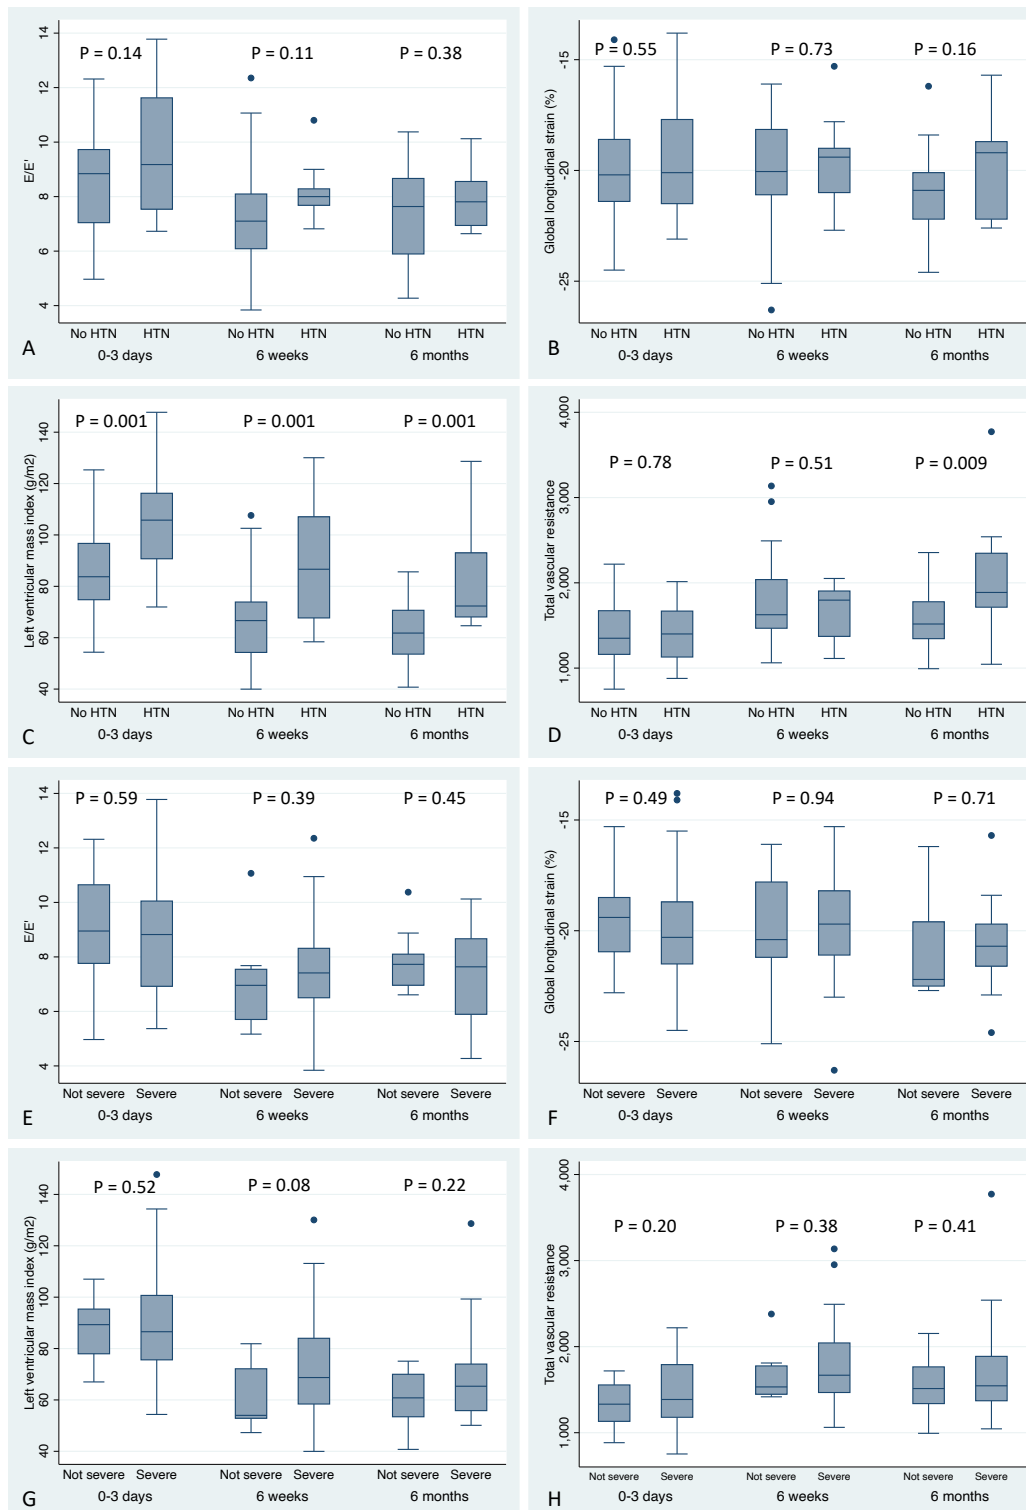 P = 0.14
P = 0.11
P = 0.38
E/E'
14
12
10
8
6
4
No HTN
HTN
No HTN
HTN
No HTN
HTN
0-3 days
6 weeks
6 months
A
P = 0.55
P = 0.73
P = 0.16
Global longitudinal strain (%)
-15
-20
-25
No HTN
HTN
No HTN
HTN
No HTN
HTN
0-3 days
6 weeks
6 months
B
P = 0.001
P = 0.001
P = 0.001
Left ventricular mass index (g/m2)
140
120
100
80
60
40
No HTN
HTN
No HTN
HTN
No HTN
HTN
0-3 days
6 weeks
6 months
C
P = 0.78
P = 0.51
P = 0.009
Total vascular resistance
4,000
3,000
2,000
1,000
No HTN
HTN
No HTN
HTN
No HTN
HTN
0-3 days
6 weeks
6 months
D
P = 0.59
P = 0.39
P = 0.45
E/E'
14
12
10
8
6
4
Not severe
Severe
Not severe
Severe
Not severe
Severe
0-3 days
6 weeks
6 months
E
P = 0.49
P = 0.94
P = 0.71
Global longitudinal strain (%)
-15
-20
-25
Not severe
Severe
Not severe
Severe
Not severe
Severe
0-3 days
6 weeks
6 months
F
P = 0.52
P = 0.08
P = 0.22
Left ventricular mass index (g/m2)
140
120
100
80
60
40
Not severe
Severe
Not severe
Severe
Not severe
Severe
0-3 days
6 weeks
6 months
G
P = 0.20
P = 0.38
P = 0.41
Total vascular resistance
4,000
3,000
2,000
1,000
Not severe
Severe
Not severe
Severe
Not severe
Severe
0-3 days
6 weeks
6 months
H